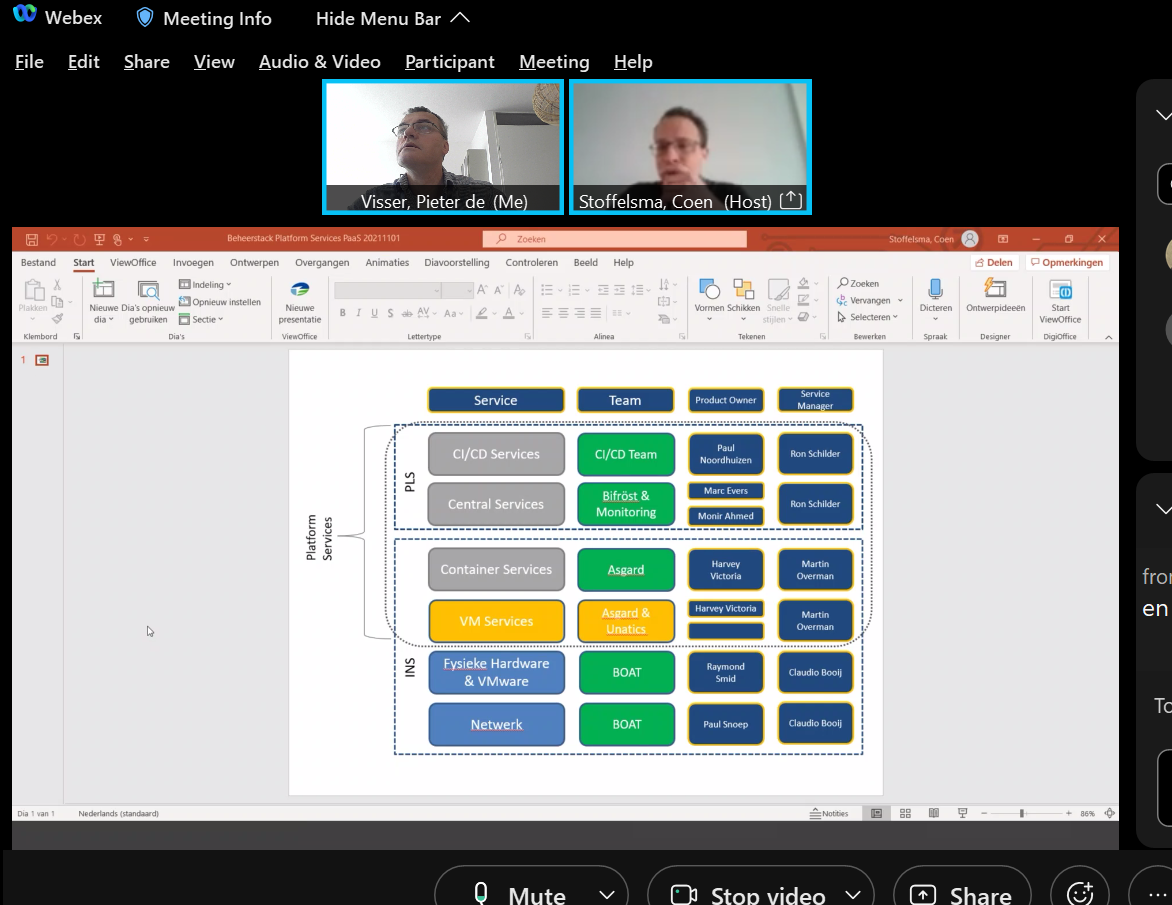 Webex
Meeting Info
Hide Menu Bar
File Edit Share View Audio & Video Participant Meeting Help
Visser, Pieter de (Me)
Stoffelsma, Coen (Host)
Beheerstack Platform Services PaaS 20211101
Zoeken
Stoffelsma, Coen
Bestand Start ViewOffice Invoegen Ontwerpen Overgangen Animaties Diavoorstelling Controleren Beeld Help
Delen
Opmerkingen
Plakken
Nieuwe dia
Dia's opnieuw gebruiken
Indeling
Opnieuw instellen
Sectie
Nieuwe presentatie
B I U S ab AV Aa A
Vormen
Schikken
Snelle stijlen
Zoeken
Vervangen
Selecteren
Dicteren
Ontwerpideeën
Start ViewOffice
Klembord
Dia's
ViewOffice
Lettertype
Alinea
Tekenen
Bewerken
Spraak
Designer
DigiOffice
1
Service
Team
Product Owner
Service
Manager
Platform
Services
PLS
CI/CD Services
CI/CD Team
Paul
Noordhuizen
Ron Schilder
Central Services
Bifröst &
Monitoring
Marc Evers
Monir Ahmed
Ron Schilder
INS
Container Services
Asgard
Harvey
Victoria
Martin
Overman
VM Services
Asgard &
Unatics
Harvey Victoria
Martin
Overman
Fysieke Hardware
& VMware
BOAT
Raymond
Smid
Claudio Booij
Netwerk
BOAT
Paul Snoep
Claudio Booij
Dia 1 van 1
Nederlands (standaard)
Notities
86%
en
Mute
Stop video
Share